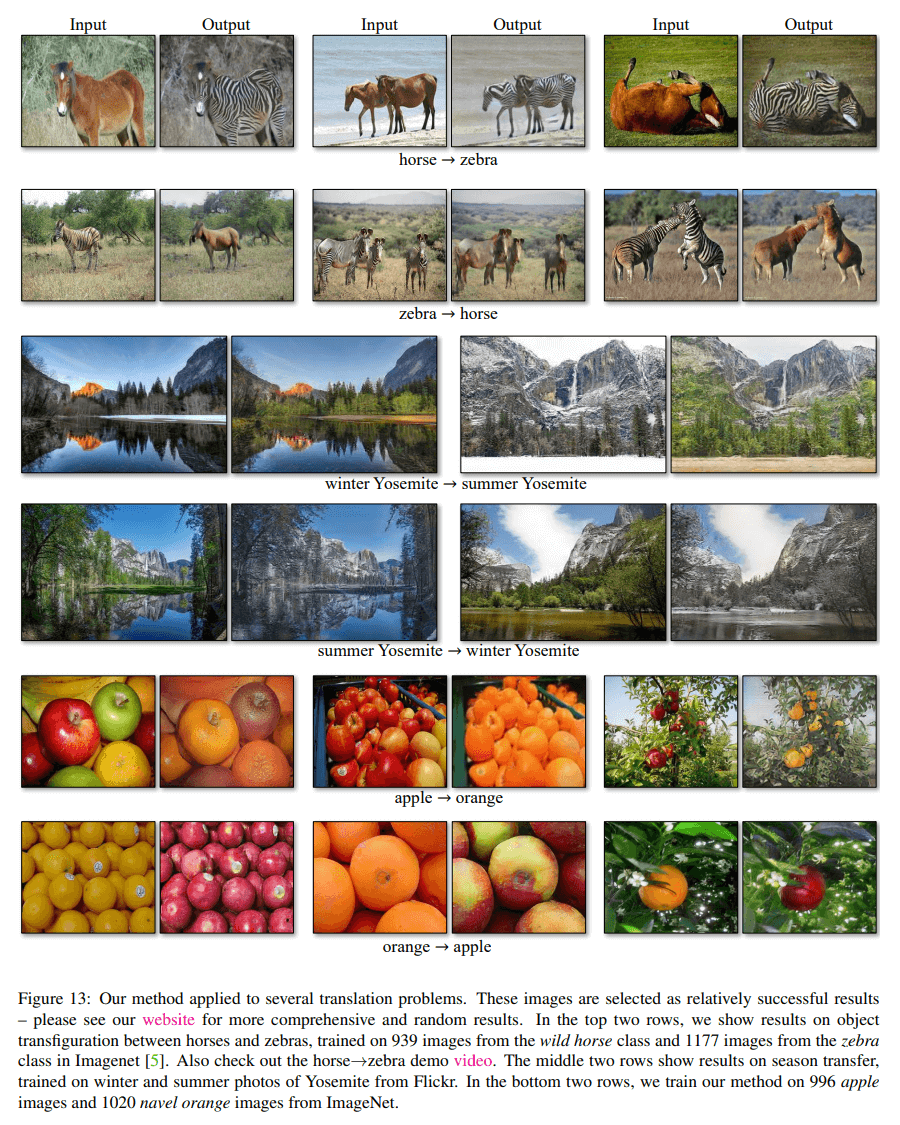 Input Output Input Output Input Output
horse → zebra
zebra → horse
winter Yosemite → summer Yosemite
summer Yosemite → winter Yosemite
apple → orange
orange → apple
Figure 13: Our method applied to several translation problems. These images are selected as relatively successful results
– please see our website for more comprehensive and random results. In the top two rows, we show results on object
transfiguration between horses and zebras, trained on 939 images from the wild horse class and 1177 images from the zebra
class in Imagenet [5]. Also check out the horse→zebra demo video. The middle two rows show results on season transfer,
trained on winter and summer photos of Yosemite from Flickr. In the bottom two rows, we train our method on 996 apple
images and 1020 navel orange images from ImageNet.